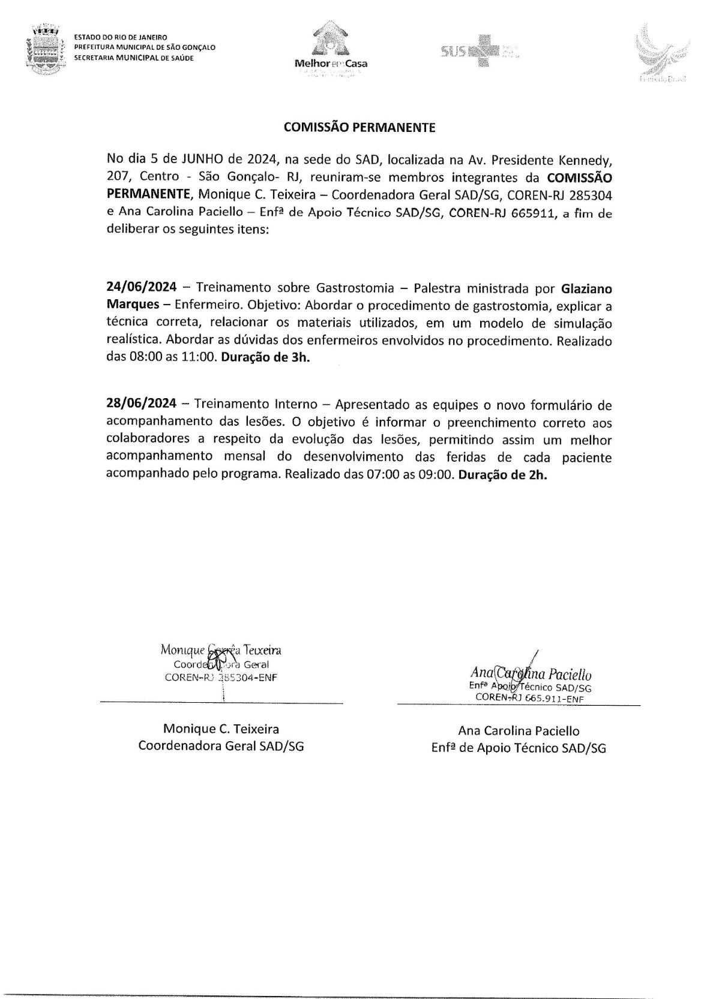 ESTADO DO RIO DE JANEIRO
PREFEITURA MUNICIPAL DE SÃO GONÇALO
SECRETARIA MUNICIPAL DE SAÚDE
Melhor em Casa
SUS
Fenix do Brasil
COMISSÃO PERMANENTE
No dia 5 de JUNHO de 2024, na sede do SAD, localizada na Av. Presidente Kennedy,
207, Centro - São Gonçalo- RJ, reuniram-se membros integrantes da COMISSÃO
PERMANENTE, Monique C. Teixeira – Coordenadora Geral SAD/SG, COREN-RJ 285304
e Ana Carolina Paciello – Enfª de Apoio Técnico SAD/SG, COREN-RJ 665911, a fim de
deliberar os seguintes itens:
24/06/2024 – Treinamento sobre Gastrostomia – Palestra ministrada por Glaziano
Marques – Enfermeiro. Objetivo: Abordar o procedimento de gastrostomia, explicar a
técnica correta, relacionar os materiais utilizados, em um modelo de simulação
realística. Abordar as dúvidas dos enfermeiros envolvidos no procedimento. Realizado
das 08:00 as 11:00. Duração de 3h.
28/06/2024 – Treinamento Interno – Apresentado as equipes o novo formulário de
acompanhamento das lesões. O objetivo é informar o preenchimento correto aos
colaboradores a respeito da evolução das lesões, permitindo assim um melhor
acompanhamento mensal do desenvolvimento das feridas de cada paciente
acompanhado pelo programa. Realizado das 07:00 as 09:00. Duração de 2h.
Monique Corrêa Teixeira
Coordenadora Geral
COREN-RJ 285304-ENF
Ana Carolina Paciello
Enfª Apoio Técnico SAD/SG
COREN-RJ 665.911-ENF
Monique C. Teixeira
Coordenadora Geral SAD/SG
Ana Carolina Paciello
Enfª de Apoio Técnico SAD/SG